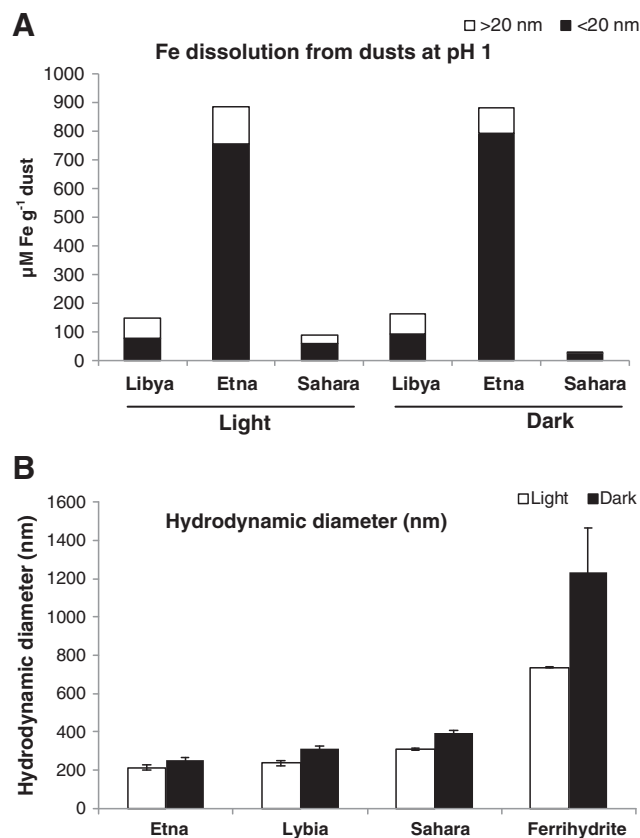 A
>20 nm <20 nm
Fe dissolution from dusts at pH 1
1000
900
800
700
600
500
400
300
200
100
0
µM Fe g⁻¹ dust
Libya Etna Sahara Libya Etna Sahara
Light Dark
B
Light Dark
Hydrodynamic diameter (nm)
1600
1400
1200
1000
800
600
400
200
0
Hydrodynamic diameter (nm)
Etna Lybia Sahara Ferrihydrite